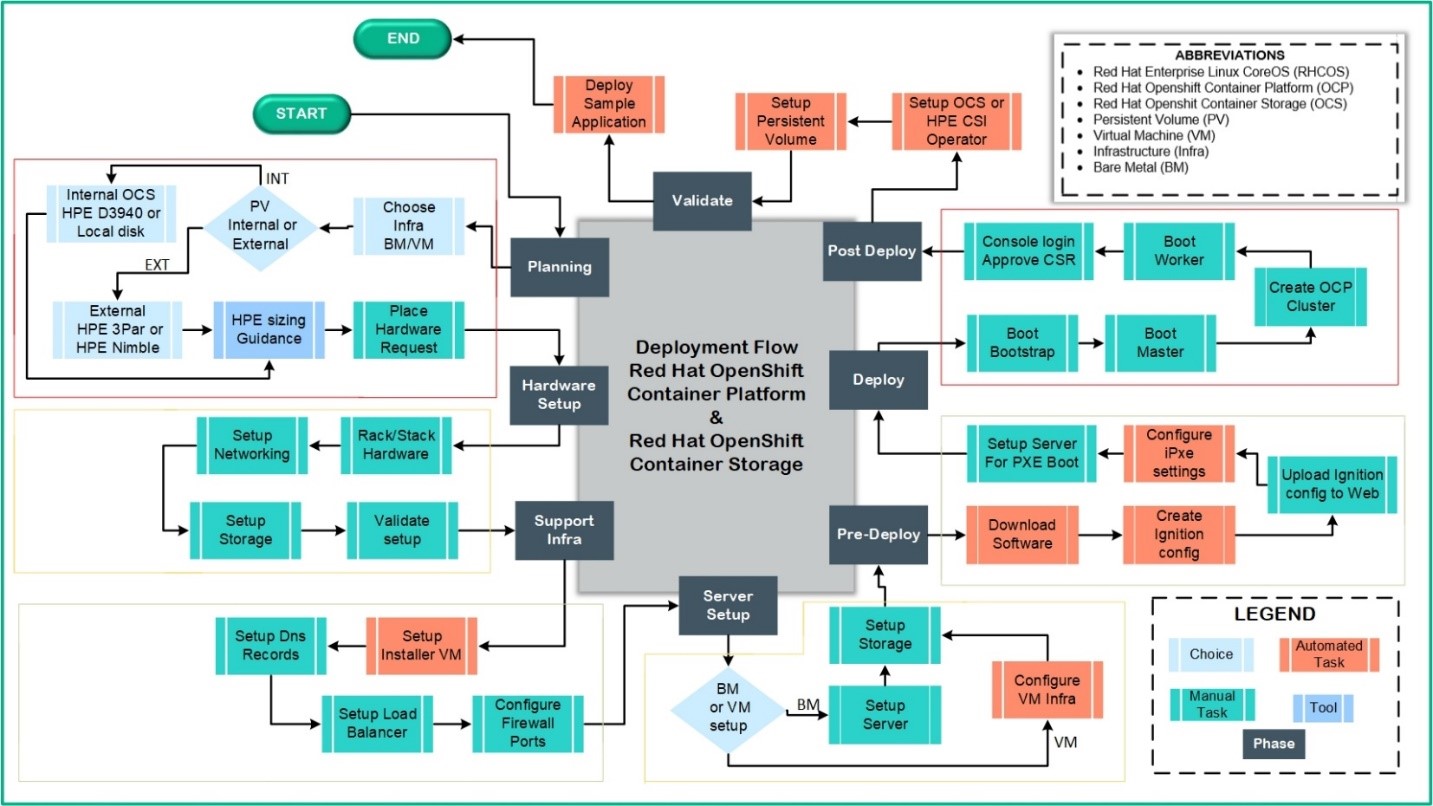 END
START
Deploy
Sample
Application
Setup
Persistent
Volume
Setup OCS or
HPE CSI
Operator
ABBREVIATIONS
• Red Hat Enterprise Linux CoreOS (RHCOS)
• Red Hat Openshift Container Platform (OCP)
• Red Hat Openshit Container Storage (OCS)
• Persistent Volume (PV)
• Virtual Machine (VM)
• Infrastructure (Infra)
• Bare Metal (BM)
Validate
INT
Internal OCS
HPE D3940 or
Local disk
PV
Internal or
External
Choose
Infra
BM/VM
Planning
EXT
External
HPE 3Par or
HPE Nimble
HPE sizing
Guidance
Place
Hardware
Request
Hardware
Setup
Post Deploy
Console login
Approve CSR
Boot
Worker
Create OCP
Cluster
Boot
Bootstrap
Boot
Master
Deploy
Deployment Flow
Red Hat OpenShift
Container Platform
&
Red Hat OpenShift
Container Storage
Setup
Networking
Rack/Stack
Hardware
Setup
Storage
Validate
setup
Support
Infra
Setup Server
For PXE Boot
Configure
iPxe
settings
Upload Ignition
config to Web
Pre-Deploy
Download
Software
Create
Ignition
config
Server
Setup
Setup Dns
Records
Setup
Installer VM
Setup Load
Balancer
Configure
Firewall
Ports
BM
or VM
setup
BM
Setup
Storage
Setup
Server
Configure
VM Infra
VM
LEGEND
Choice
Automated
Task
Manual
Task
Tool
Phase